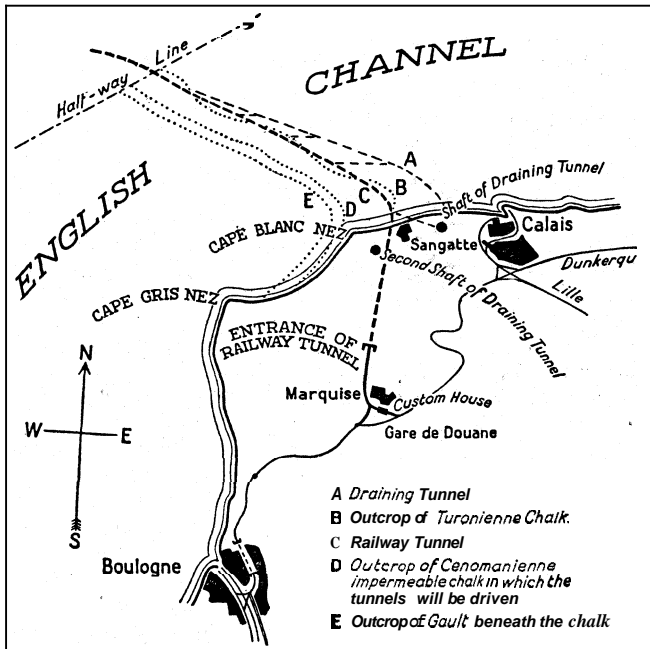 CHANNEL
Half-way Line
ENGLISH
A
B
C
D
E
Shaft of Draining Tunnel
CAPE BLANC NEZ
Sangatte
Calais
Second Shaft of Draining Tunnel
Dunkerqu
Lille
CAPE GRIS NEZ
ENTRANCE OF
RAILWAY TUNNEL
N
W
E
S
Marquise
Custom House
Gare de Douane
Boulogne
A Draining Tunnel
B Outcrop of Turonienne Chalk.
C Railway Tunnel
D Outcrop of Cenomanienne
impermeable chalk in which the
tunnels will be driven
E Outcrop of Gault beneath the chalk